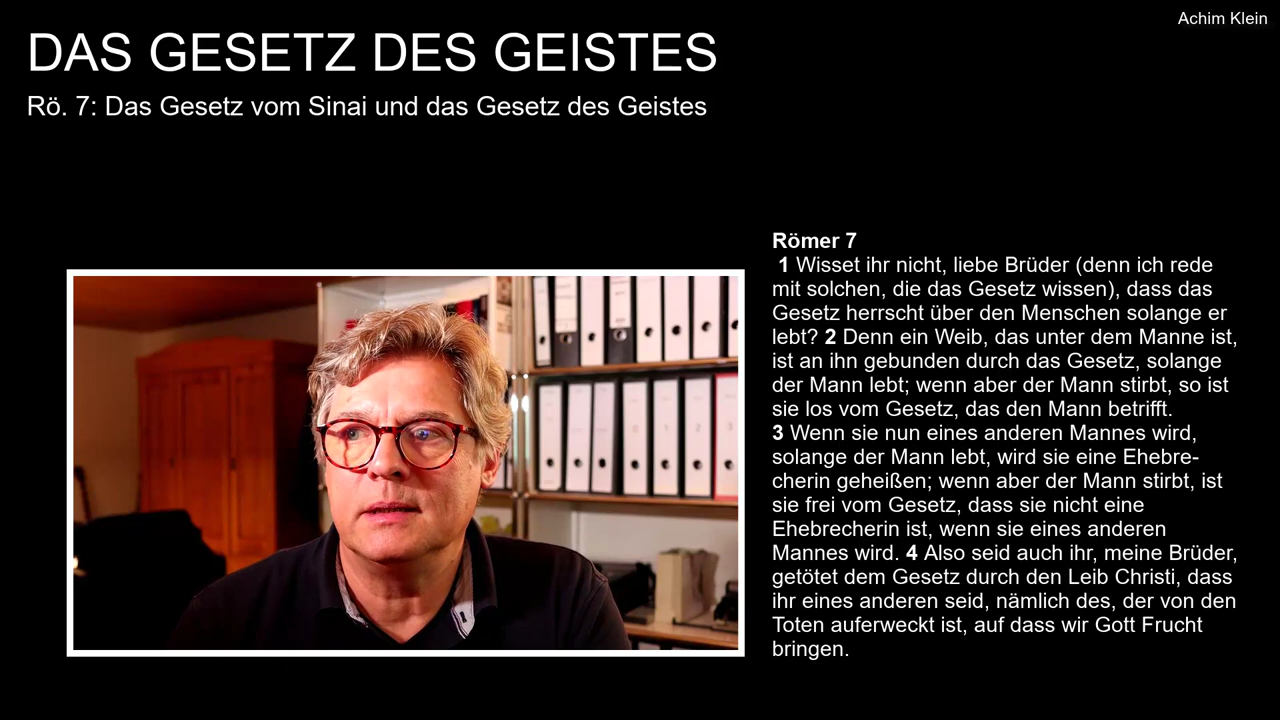 Achim Klein
DAS GESETZ DES GEISTES
Rö. 7: Das Gesetz vom Sinai und das Gesetz des Geistes
Römer 7
1 Wisset ihr nicht, liebe Brüder (denn ich rede
mit solchen, die das Gesetz wissen), dass das
Gesetz herrscht über den Menschen solange er
lebt? 2 Denn ein Weib, das unter dem Manne ist,
ist an ihn gebunden durch das Gesetz, solange
der Mann lebt; wenn aber der Mann stirbt, so ist
sie los vom Gesetz, das den Mann betrifft.
3 Wenn sie nun eines anderen Mannes wird,
solange der Mann lebt, wird sie eine Ehebre-
cherin geheißen; wenn aber der Mann stirbt, ist
sie frei vom Gesetz, dass sie nicht eine
Ehebrecherin ist, wenn sie eines anderen
Mannes wird. 4 Also seid auch ihr, meine Brüder,
getötet dem Gesetz durch den Leib Christi, dass
ihr eines anderen seid, nämlich des, der von den
Toten auferweckt ist, auf dass wir Gott Frucht
bringen.